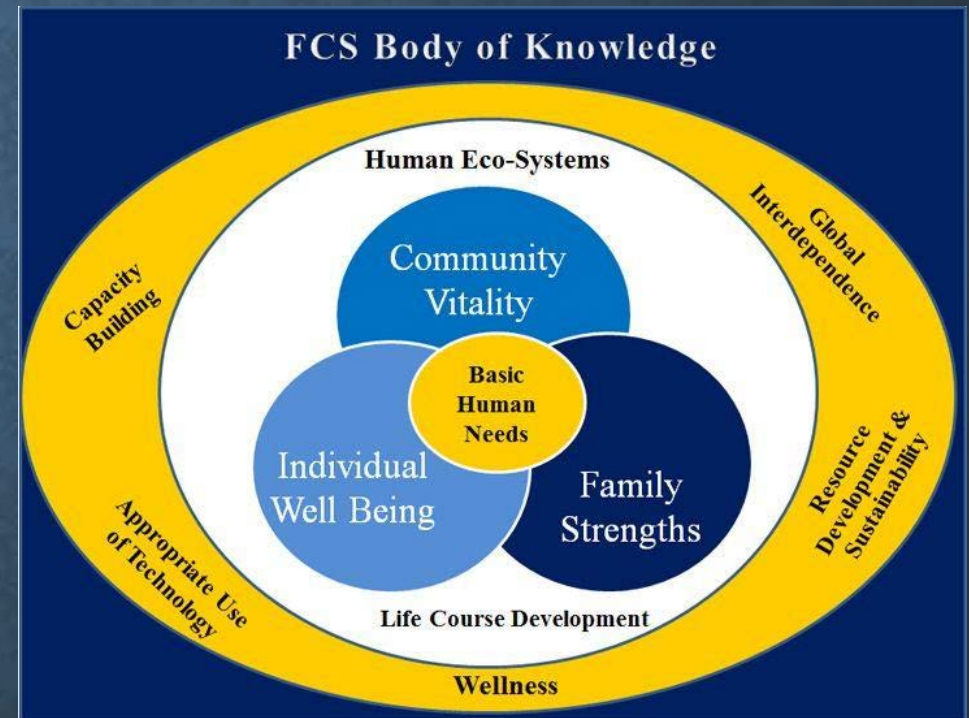 FCS Body of Knowledge
Human Eco-Systems
Global
Interdependence
Community
Vitality
Capacity
Building
Basic
Human
Needs
Individual
Well Being
Family
Strengths
Resource
Development &
Sustainability
Appropriate Use
of Technology
Life Course Development
Wellness